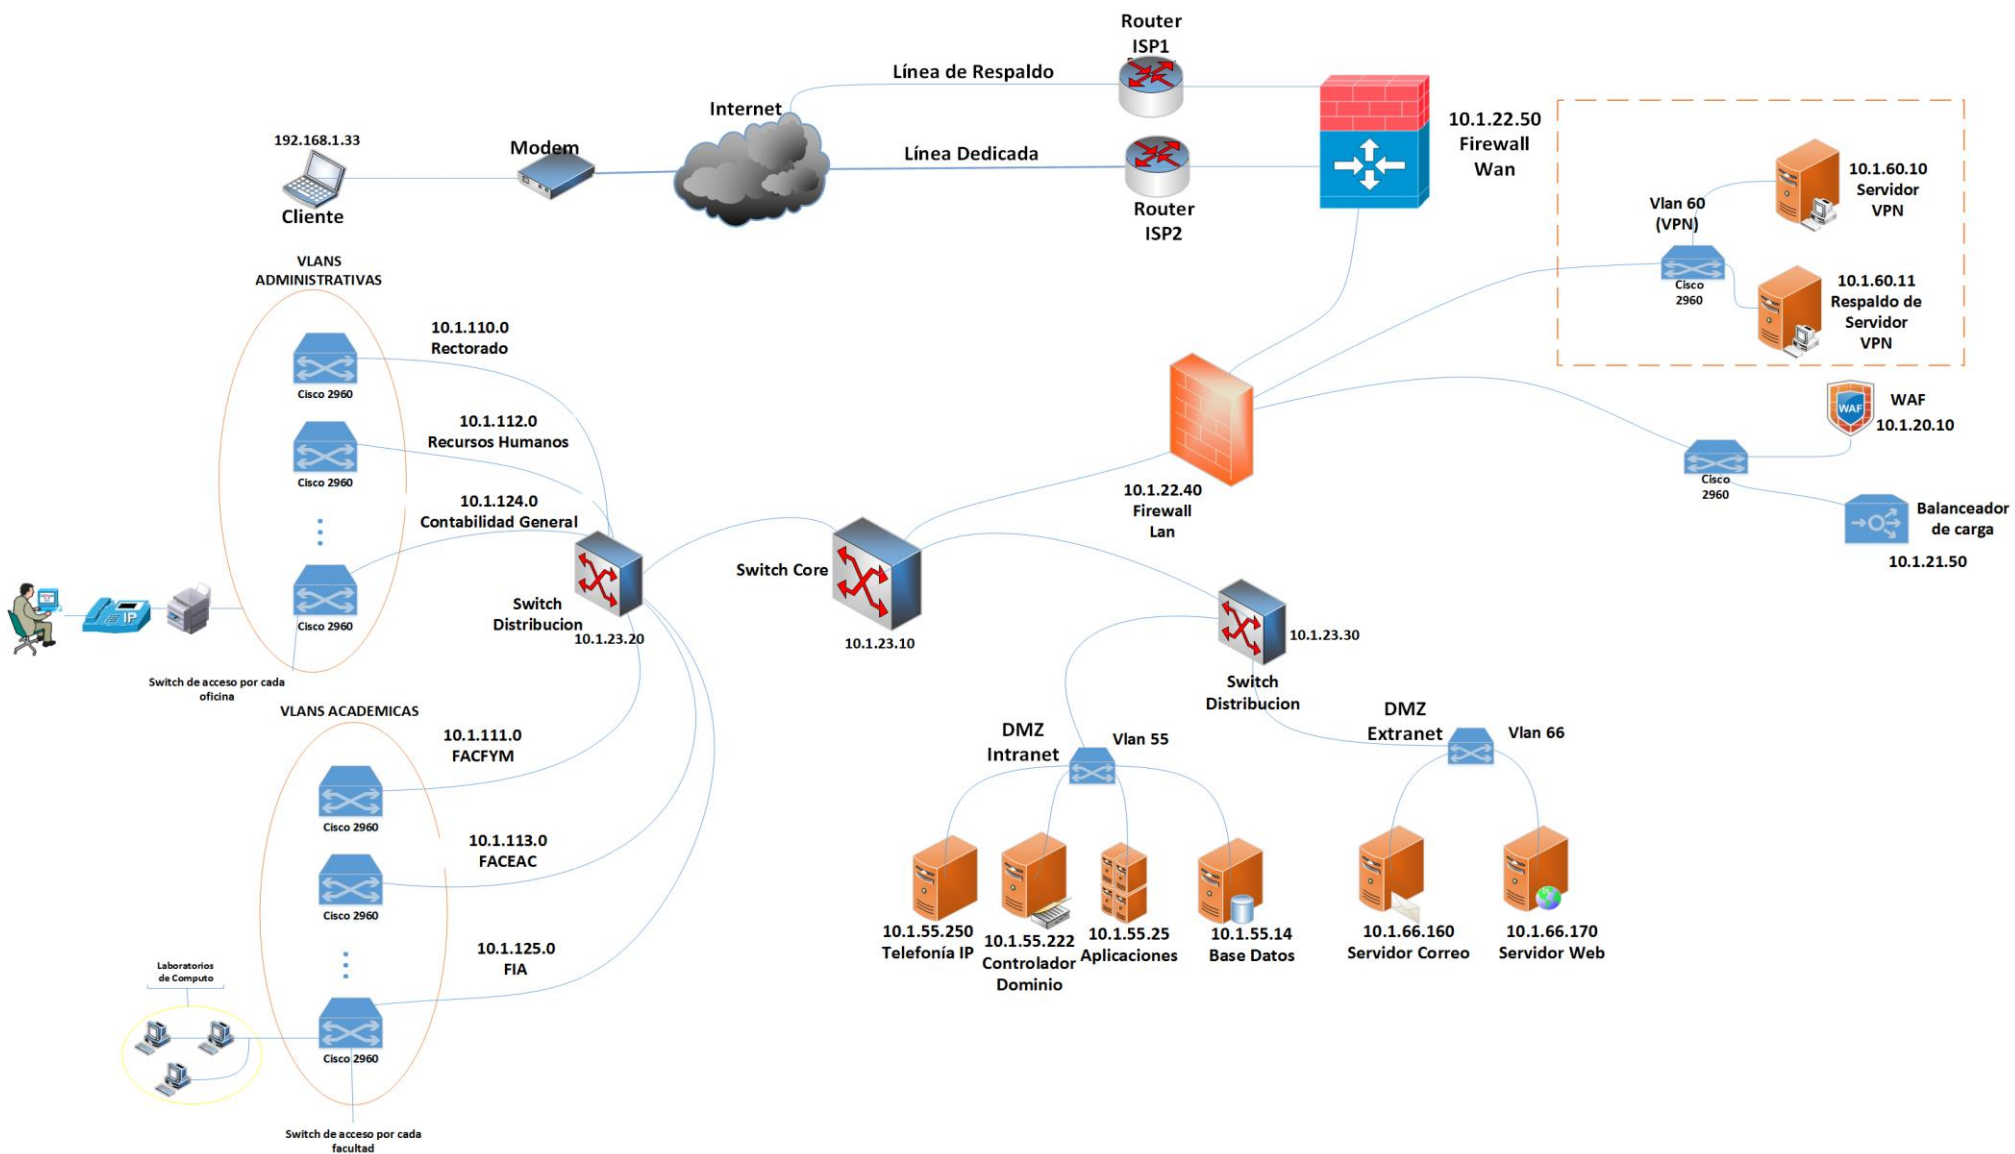 Router
ISP1
Línea de Respaldo
Internet
192.168.1.33
Modem
Cliente
Línea Dedicada
Router
ISP2
10.1.22.50
Firewall
Wan
Vlan 60
(VPN)
Cisco
2960
10.1.60.10
Servidor
VPN
10.1.60.11
Respaldo de
Servidor
VPN
WAF
WAF
10.1.20.10
Cisco
2960
Balanceador
de carga
10.1.21.50
VLANS
ADMINISTRATIVAS
10.1.110.0
Rectorado
Cisco 2960
10.1.112.0
Recursos Humanos
Cisco 2960
10.1.124.0
Contabilidad General
Cisco 2960
IP
Switch de acceso por cada
oficina
Switch
Distribucion
10.1.23.20
Switch Core
10.1.23.10
10.1.22.40
Firewall
Lan
10.1.23.30
Switch
Distribucion
VLANS ACADEMICAS
10.1.111.0
FACFYM
Cisco 2960
10.1.113.0
FACEAC
Cisco 2960
10.1.125.0
FIA
Cisco 2960
Laboratorios
de Computo
Switch de acceso por cada
facultad
DMZ
Intranet
Vlan 55
DMZ
Extranet
Vlan 66
10.1.55.250
Telefonía IP
10.1.55.222
Controlador
Dominio
10.1.55.25
Aplicaciones
10.1.55.14
Base Datos
10.1.66.160
Servidor Correo
10.1.66.170
Servidor Web